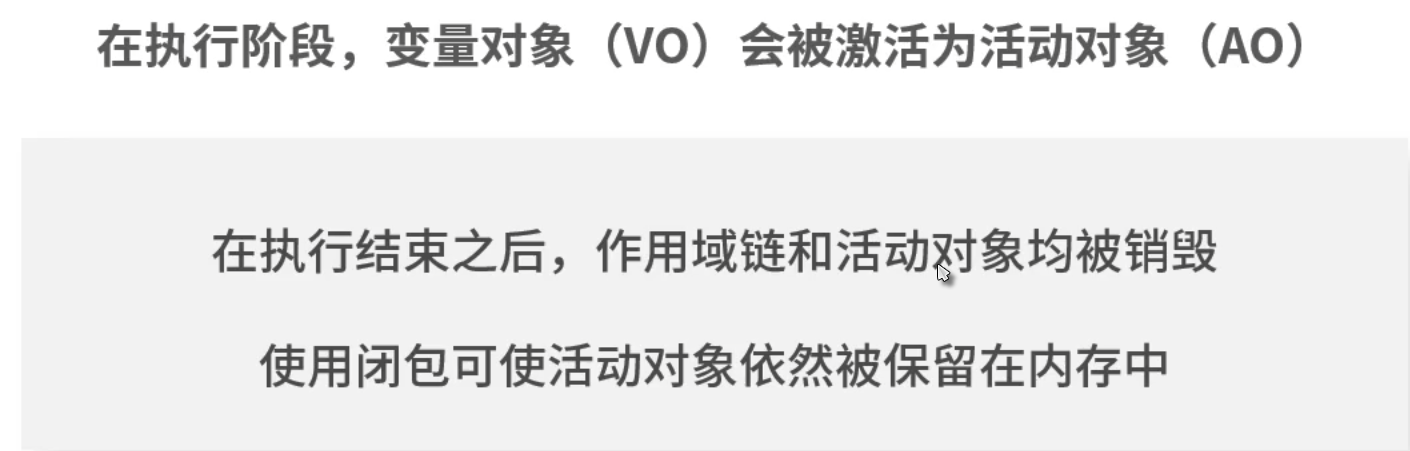 在执行阶段，变量对象（VO）会被激活为活动对象（AO）
在执行结束之后，作用域链和活动对象均被销毁
使用闭包可使活动对象依然被保留在内存中